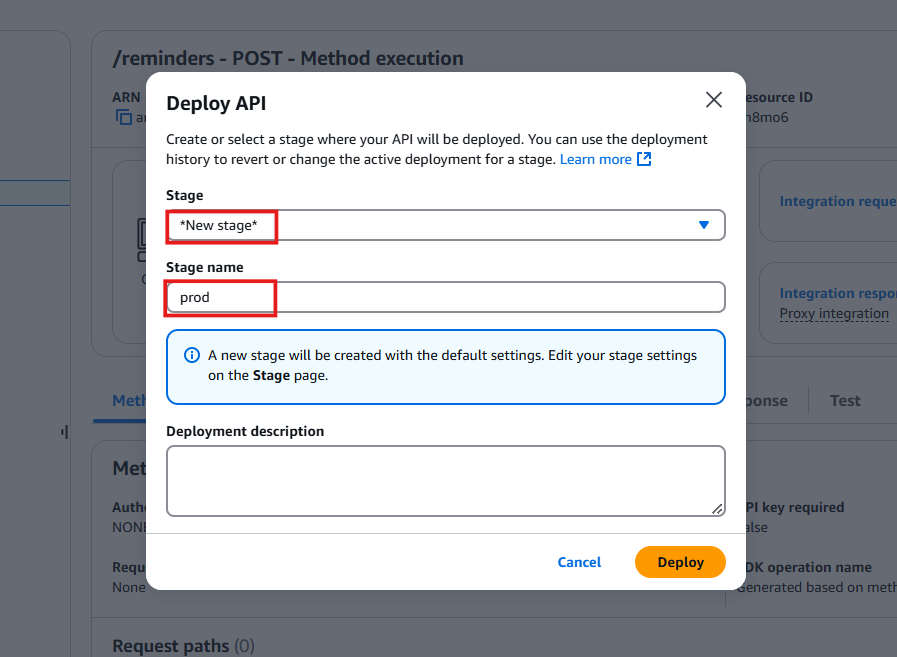 /reminders - POST - Method execution
ARN
esource ID
Deploy API
Create or select a stage where your API will be deployed. You can use the deployment
history to revert or change the active deployment for a stage. Learn more
Stage
*New stage*
Integration reque
Stage name
prod
Integration respo
Proxy integration
A new stage will be created with the default settings. Edit your stage settings
on the Stage page.
Meth
ponse
Test
Deployment description
Met
Autho
NONE
PI key required
alse
Requ
None
DK operation name
Generated based on meth
Cancel
Deploy
Request paths (0)